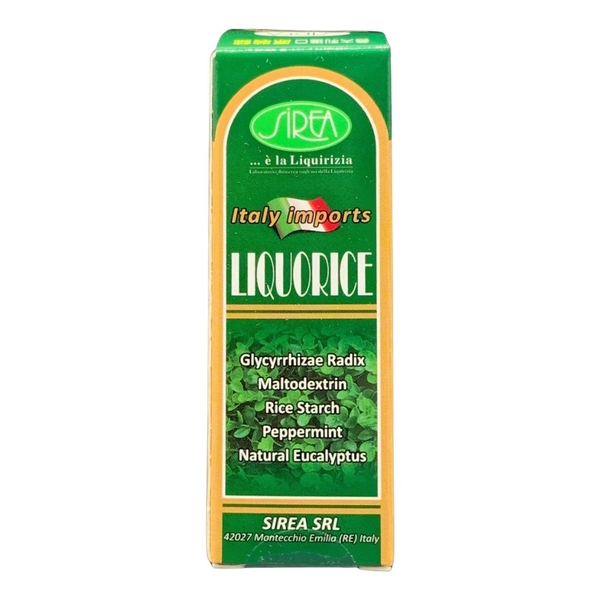 SIREA
... è la Liquirizia
Italy imports
LIQUORICE
Glycyrrhizae Radix
Maltodextrin
Rice Starch
Peppermint
Natural Eucalyptus
SIREA SRL
42027 Montecchio Emilia (RE) Italy